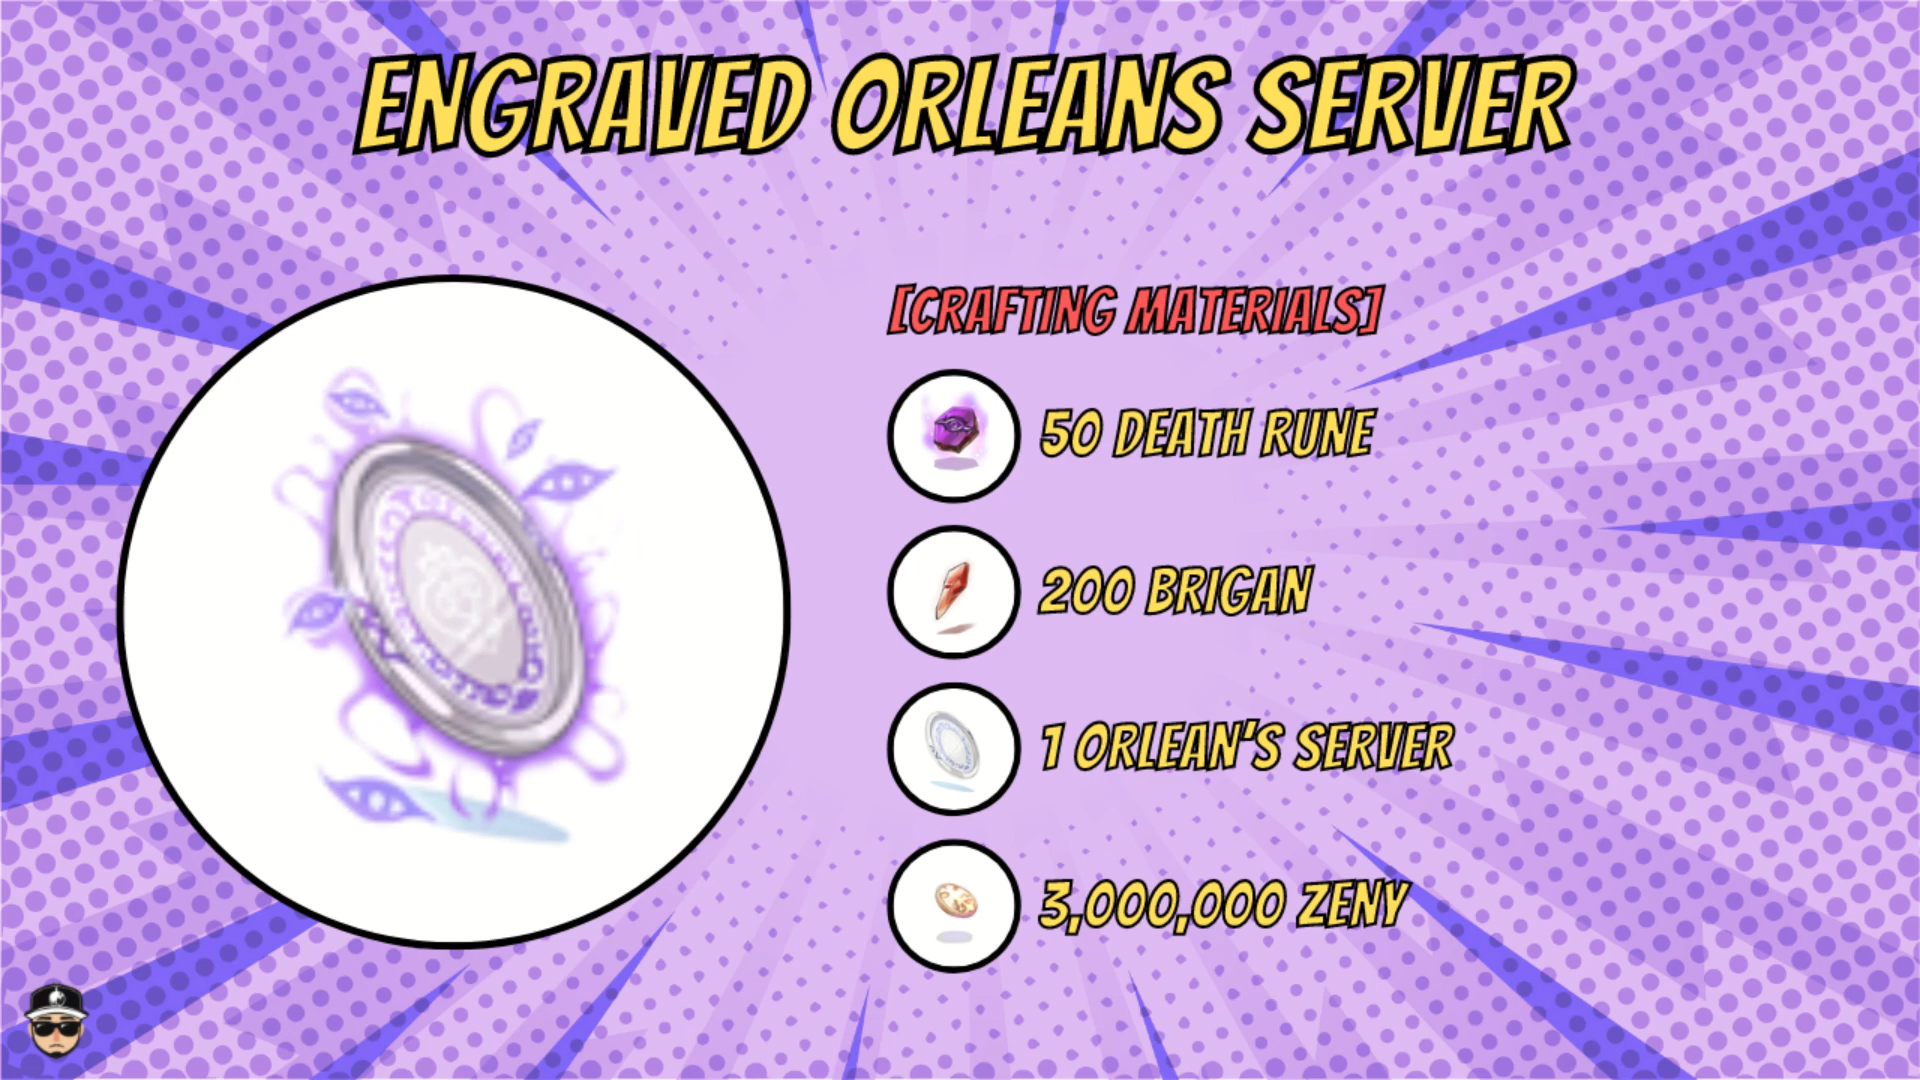 ENGRAVED ORLEANS SERVER
[CRAFTING MATERIALS]
50 DEATH RUNE
200 BRIGAN
1 ORLEAN'S SERVER
3,000,000 ZENY